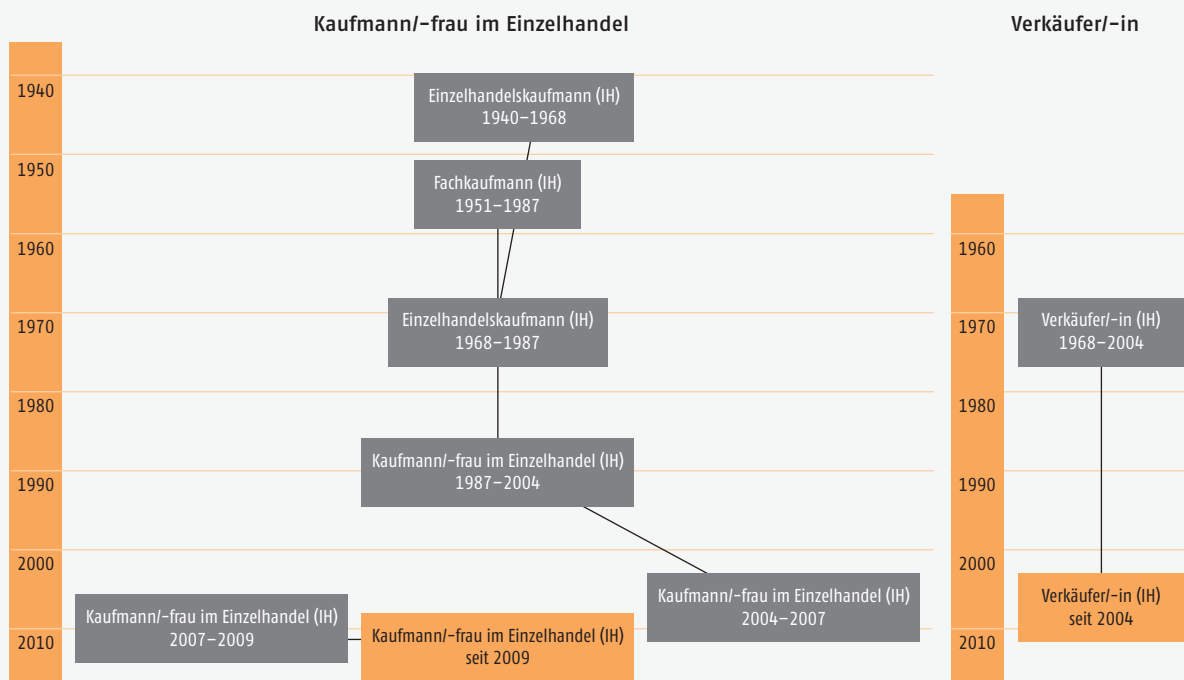 Kaufmann/-frau im Einzelhandel
1940
1950
1960
1970
1980
1990
2000
2010
Einzelhandelskaufmann (IH)
1940–1968
Fachkaufmann (IH)
1951–1987
Einzelhandelskaufmann (IH)
1968–1987
Kaufmann/-frau im Einzelhandel (IH)
1987–2004
Kaufmann/-frau im Einzelhandel (IH)
2004–2007
Kaufmann/-frau im Einzelhandel (IH)
2007–2009
Kaufmann/-frau im Einzelhandel (IH)
seit 2009
Verkäufer/-in
1960
1970
1980
1990
2000
2010
Verkäufer/-in (IH)
1968–2004
Verkäufer/-in (IH)
seit 2004